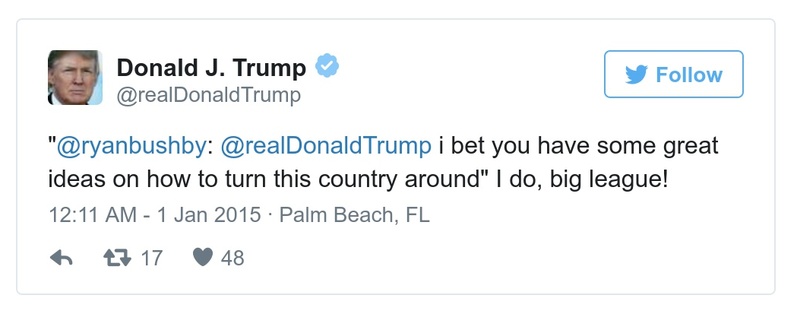 Donald J. Trump
@realDonaldTrump
Follow
"@ryanbushby: @realDonaldTrump i bet you have some great
ideas on how to turn this country around" I do, big league!
12:11 AM - 1 Jan 2015 · Palm Beach, FL
17 48